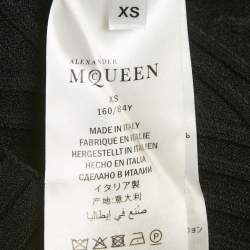 XS
ALEXANDER
McQUEEN
XS
160/84Y
MADE IN ITALY
FABRIQUE EN ITALIE
HERGESTELLT IN ITALIEN
HECHO EN ITALIA
СДЕЛАНО В ИТАЛИИ
イタリア製
产地:意大利
صنع في إيطاليا